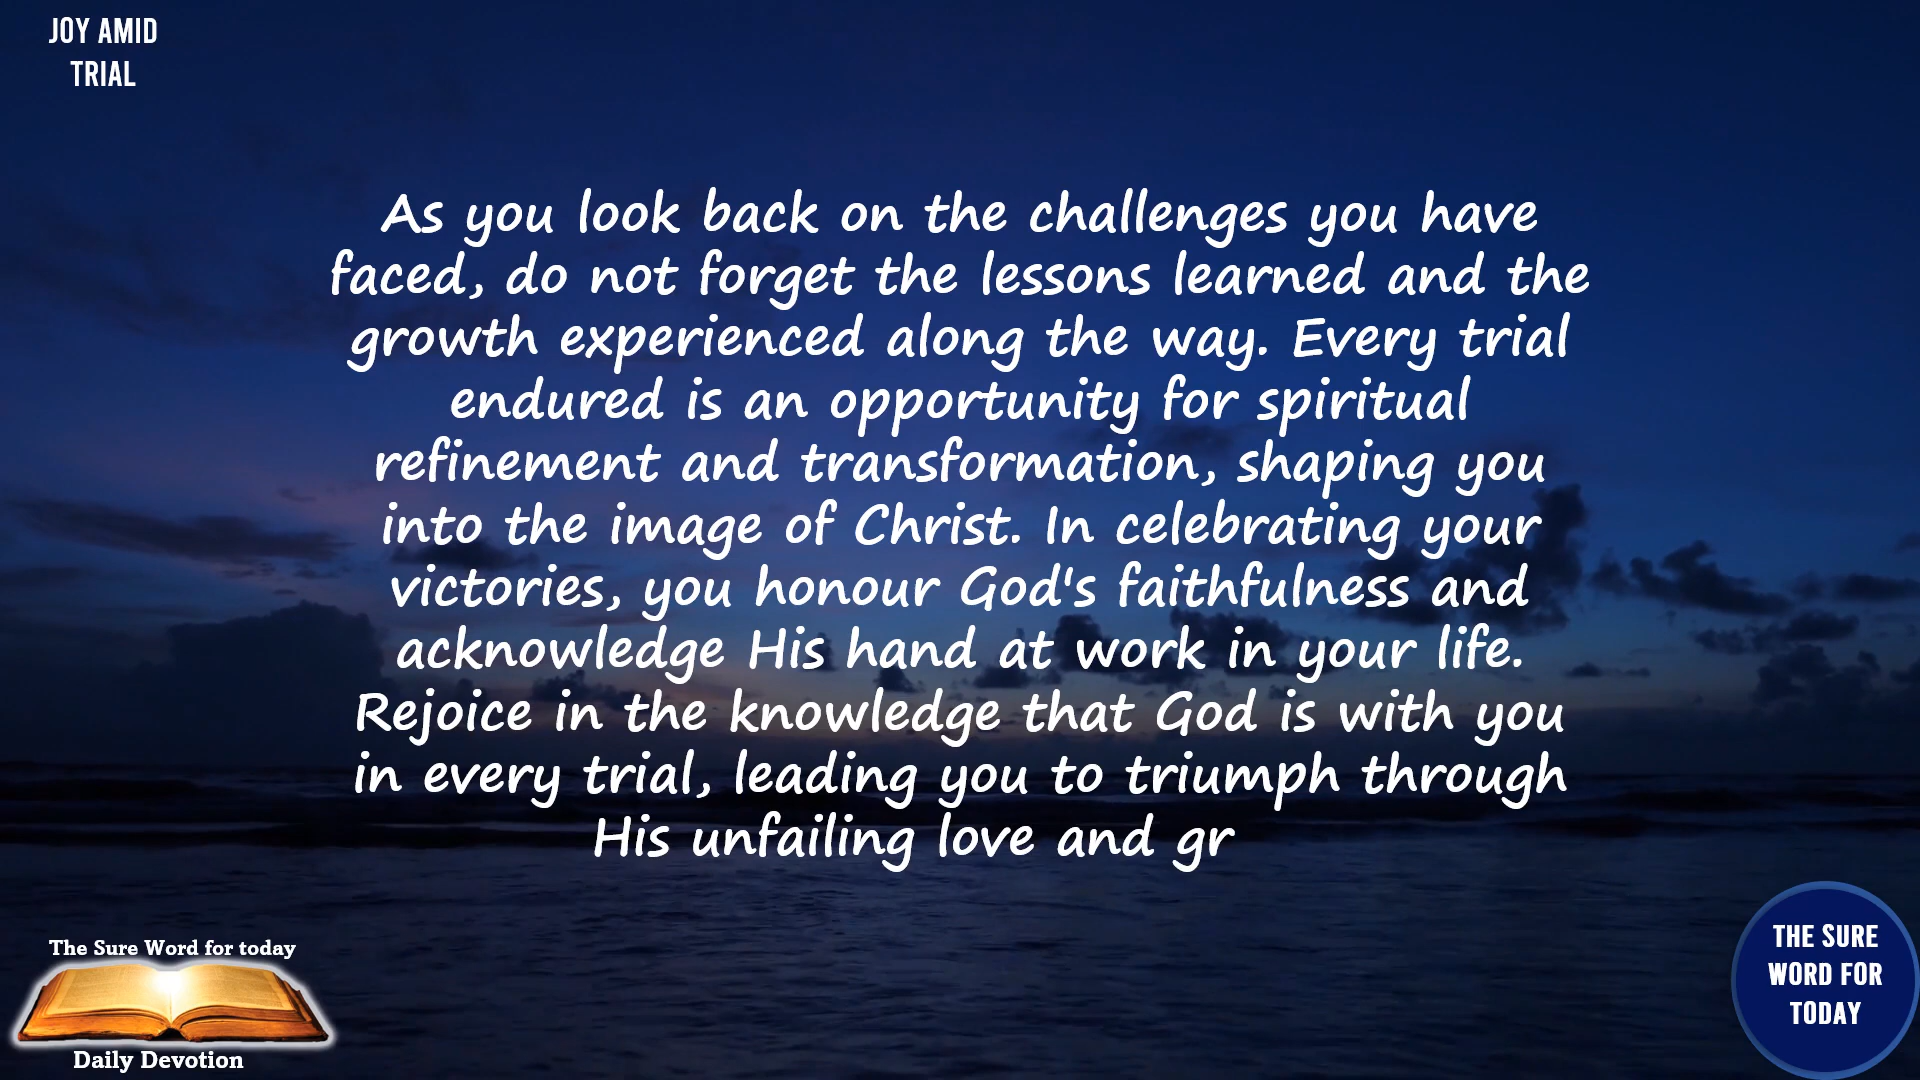 JOY AMID
TRIAL
As you look back on the challenges you have
faced, do not forget the lessons learned and the
growth experienced along the way. Every trial
endured is an opportunity for spiritual
refinement and transformation, shaping you
into the image of Christ. In celebrating your
victories, you honour God's faithfulness and
acknowledge His hand at work in your life.
Rejoice in the knowledge that God is with you
in every trial, leading you to triumph through
His unfailing love and gr
The Sure Word for today
Daily Devotion
THE SURE
WORD FOR
TODAY